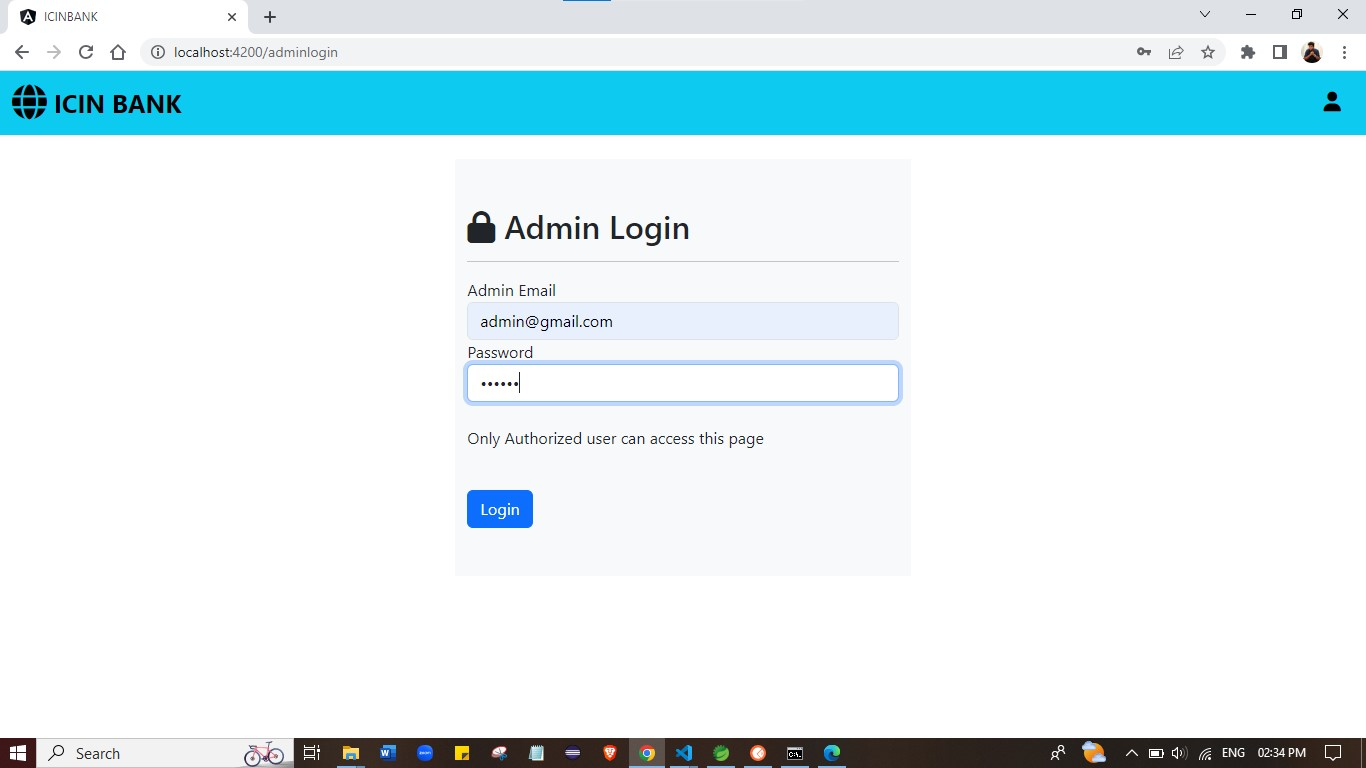 ICINBANK
localhost:4200/adminlogin
ICIN BANK
Admin Login
Admin Email
admin@gmail.com
Password
••••••
Only Authorized user can access this page
Login
Search
ENG
02:34 PM